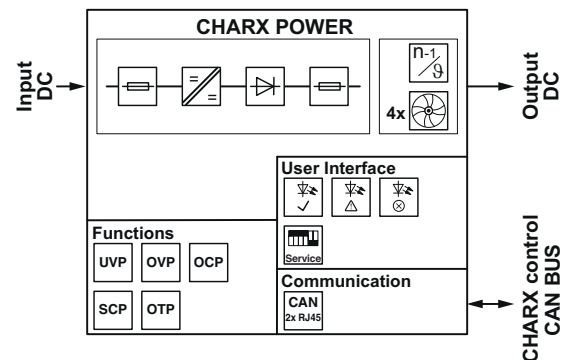 CHARX POWER
Input
DC
n-1
ϑ
4x
Output
DC
User Interface
Service
Functions
UVP
OVP
OCP
SCP
OTP
Communication
CAN
2x RJ45
CHARX control
CAN BUS